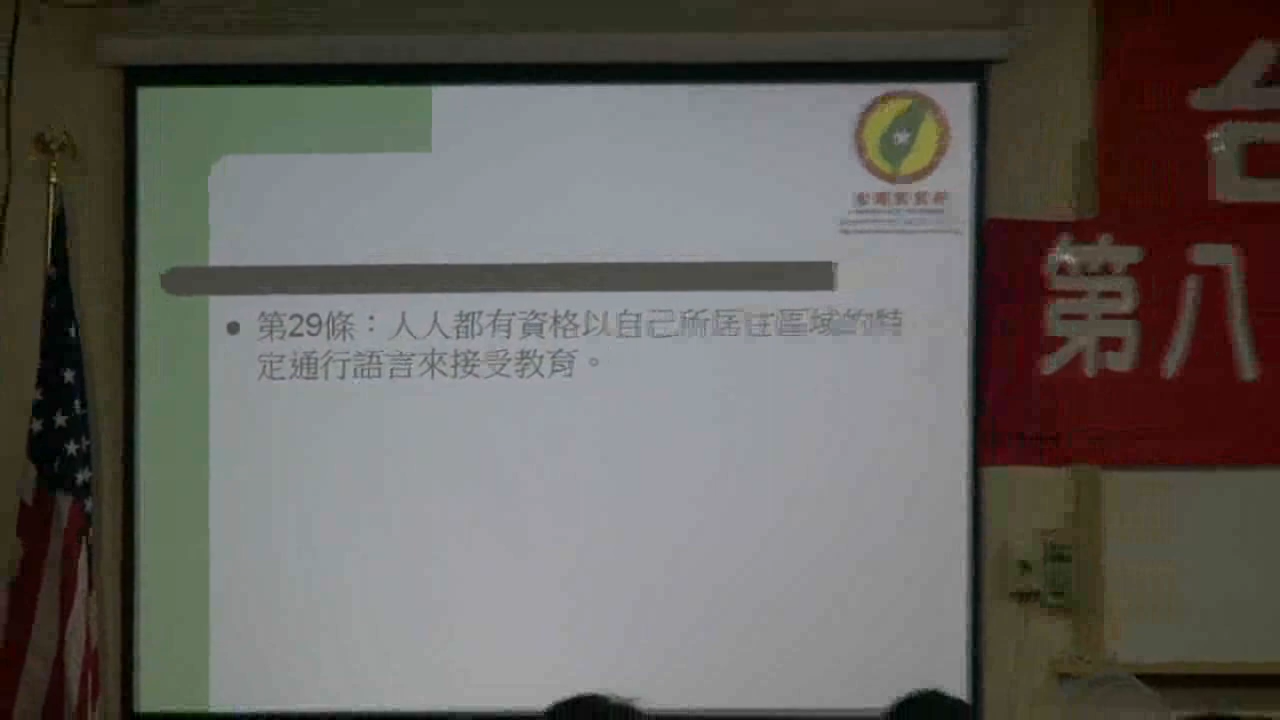 台
第八
第29條：人人都有資格以自己所居住區域的特
定通行語言來接受教育。